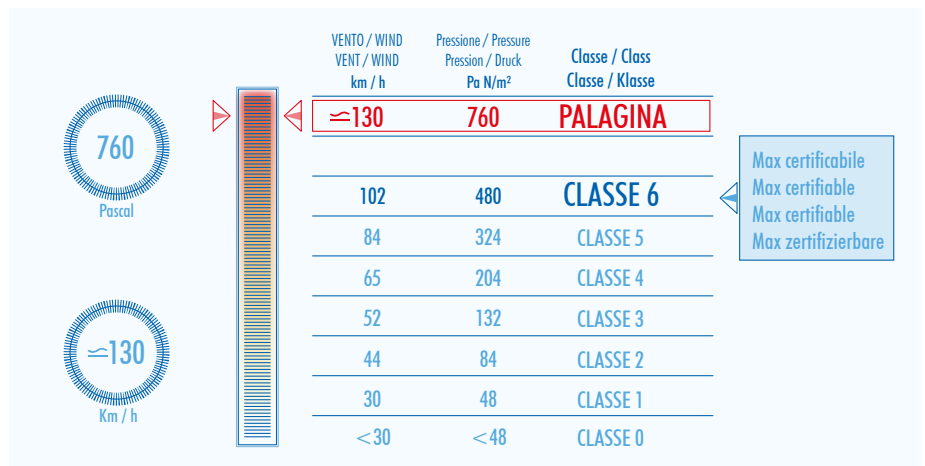 VENTO / WIND
VENT / WIND
km / h
Pressione / Pressure
Pression / Druck
Pa N/m²
Classe / Class
Classe / Klasse
≃130 760 PALAGINA
760
Pascal
102 480 CLASSE 6
Max certificabile
Max certifiable
Max certifiable
Max zertifizierbare
84 324 CLASSE 5
65 204 CLASSE 4
52 132 CLASSE 3
≃130
Km / h
44 84 CLASSE 2
30 48 CLASSE 1
<30 <48 CLASSE 0